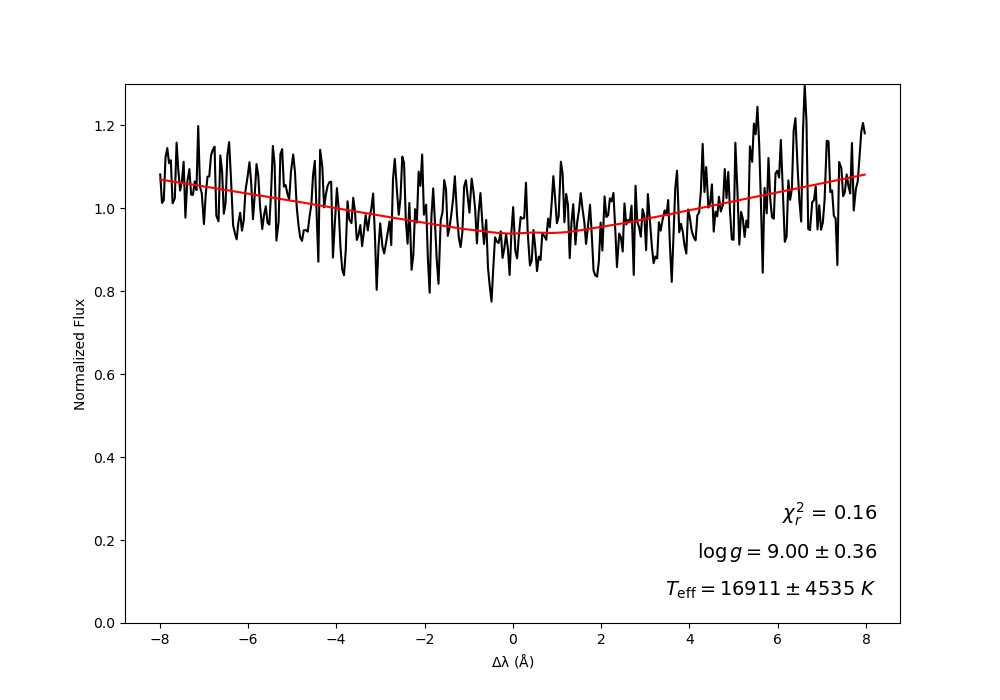 Normalized Flux
1.2
1.0
0.8
0.6
0.4
0.2
0.0
χ²ᵣ = 0.16
log g = 9.00 ± 0.36
T_eff = 16911 ± 4535 K
−8 −6 −4 −2 0 2 4 6 8
Δλ (Å)